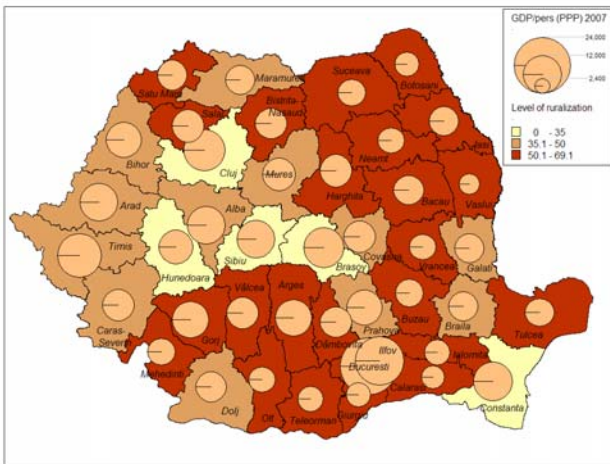 GDP/pers (PPP) 2007
24,000
12,000
2,400
Level of ruralization
0 - 35
35.1 - 50
50.1 - 69.1
Satu Mare
Maramures
Suceava
Botosani
Salaj
Bistrita-
Nasaud
Iasi
Bihor
Cluj
Neamt
Mures
Harghita
Bacau
Vaslui
Arad
Alba
Timis
Hunedoara
Sibiu
Brasov
Covasna
Vrancea
Galati
Caras-
Severin
Gorj
Vâlcea
Arges
Dâmbovita
Prahova
Buzau
Braila
Tulcea
Mehedinti
Ilfov
Bucuresti
Ialomita
Calarasi
Constanta
Dolj
Olt
Teleorman
Giurgiu